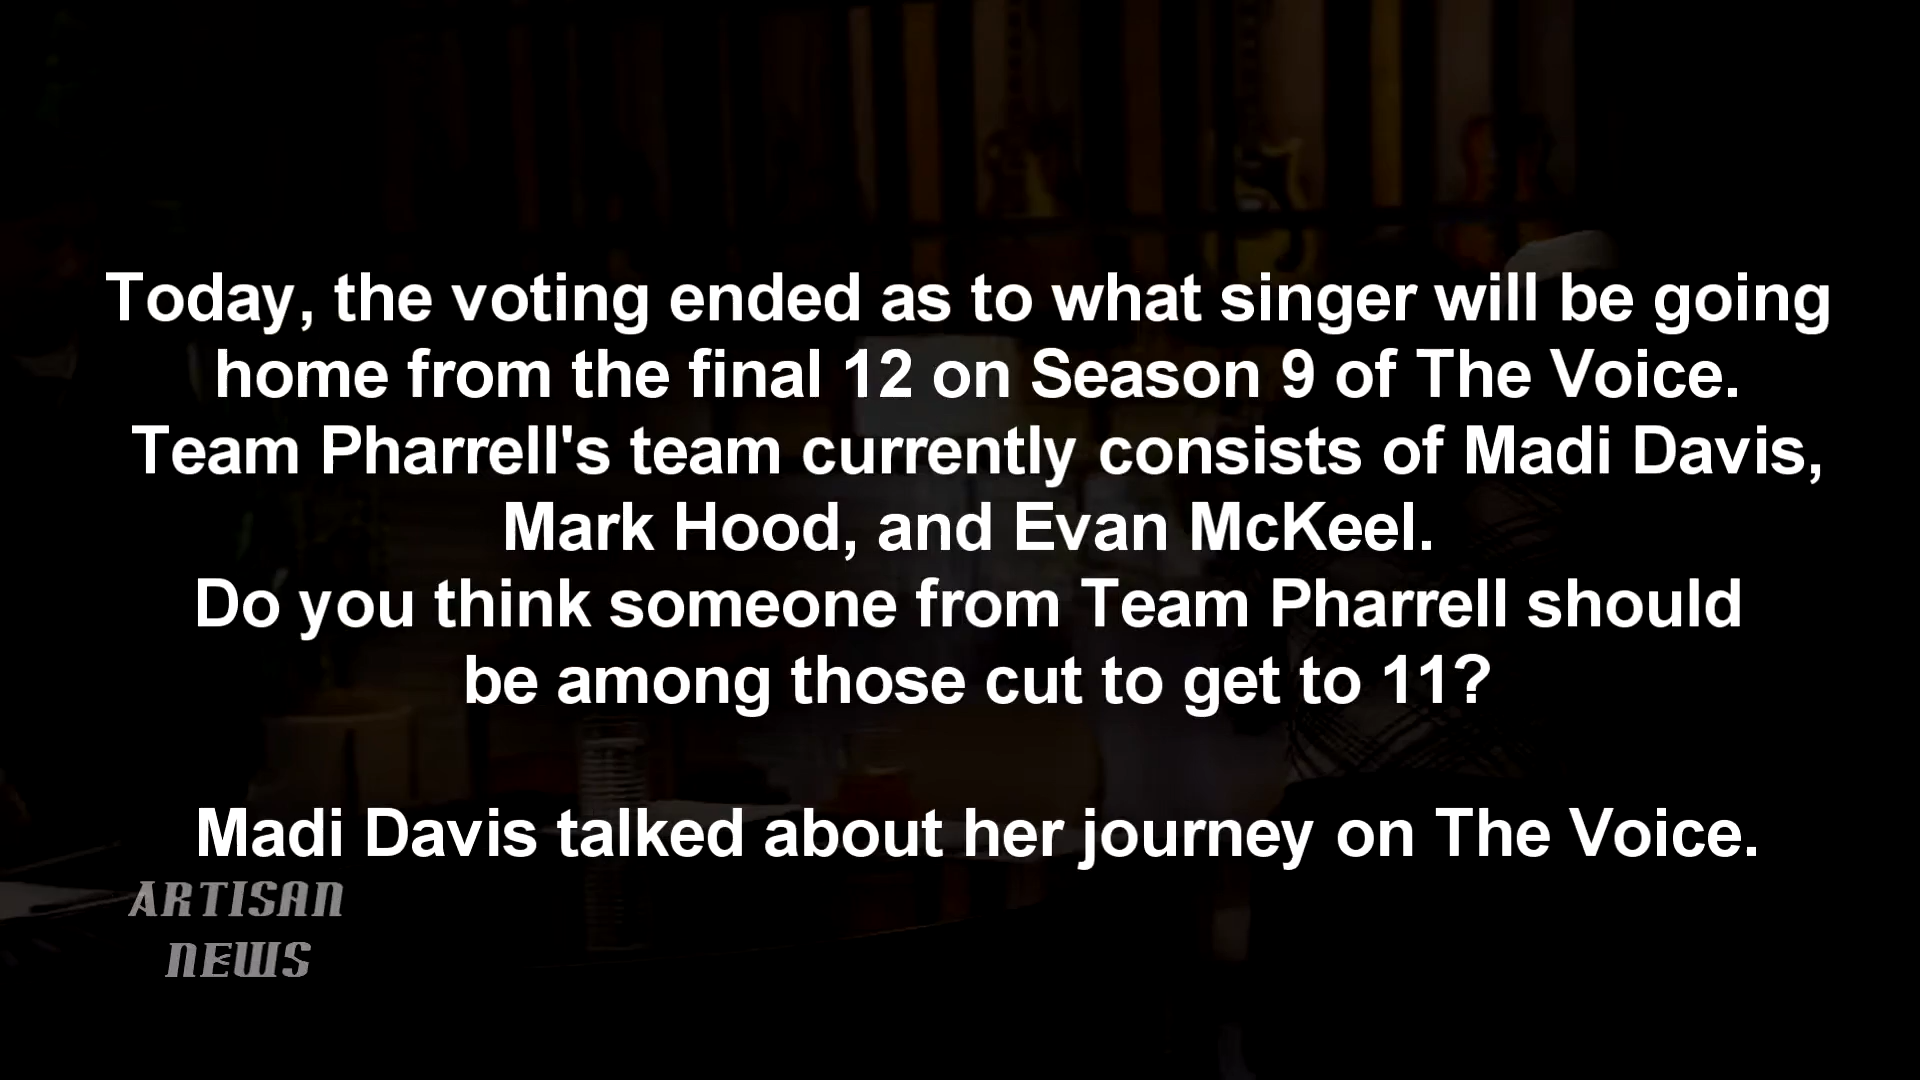 Today, the voting ended as to what singer will be going
home from the final 12 on Season 9 of The Voice.
Team Pharrell's team currently consists of Madi Davis,
Mark Hood, and Evan McKeel.
Do you think someone from Team Pharrell should
be among those cut to get to 11?
Madi Davis talked about her journey on The Voice.
ARTISAN
NEWS